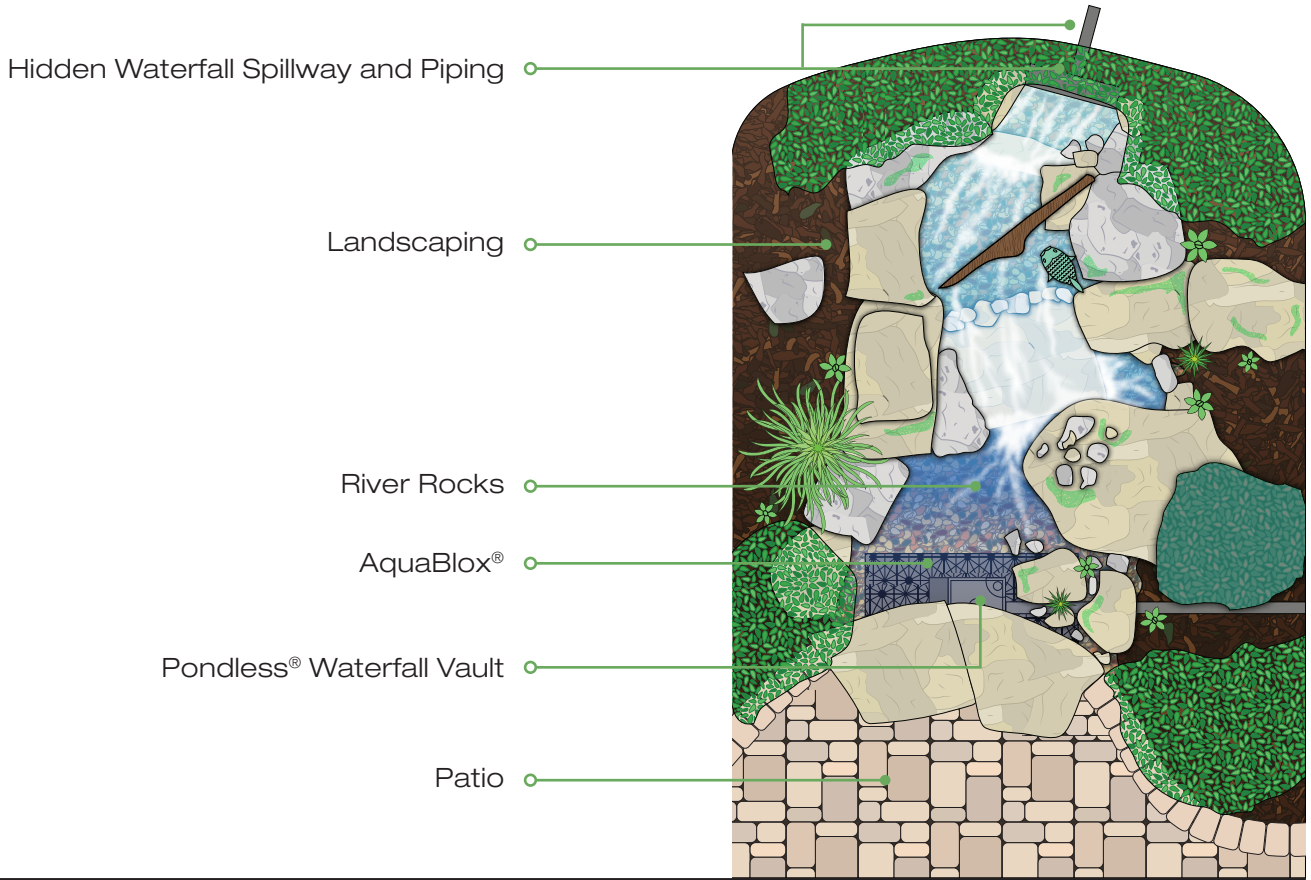 Hidden Waterfall Spillway and Piping
Landscaping
River Rocks
AquaBlox®
Pondless® Waterfall Vault
Patio